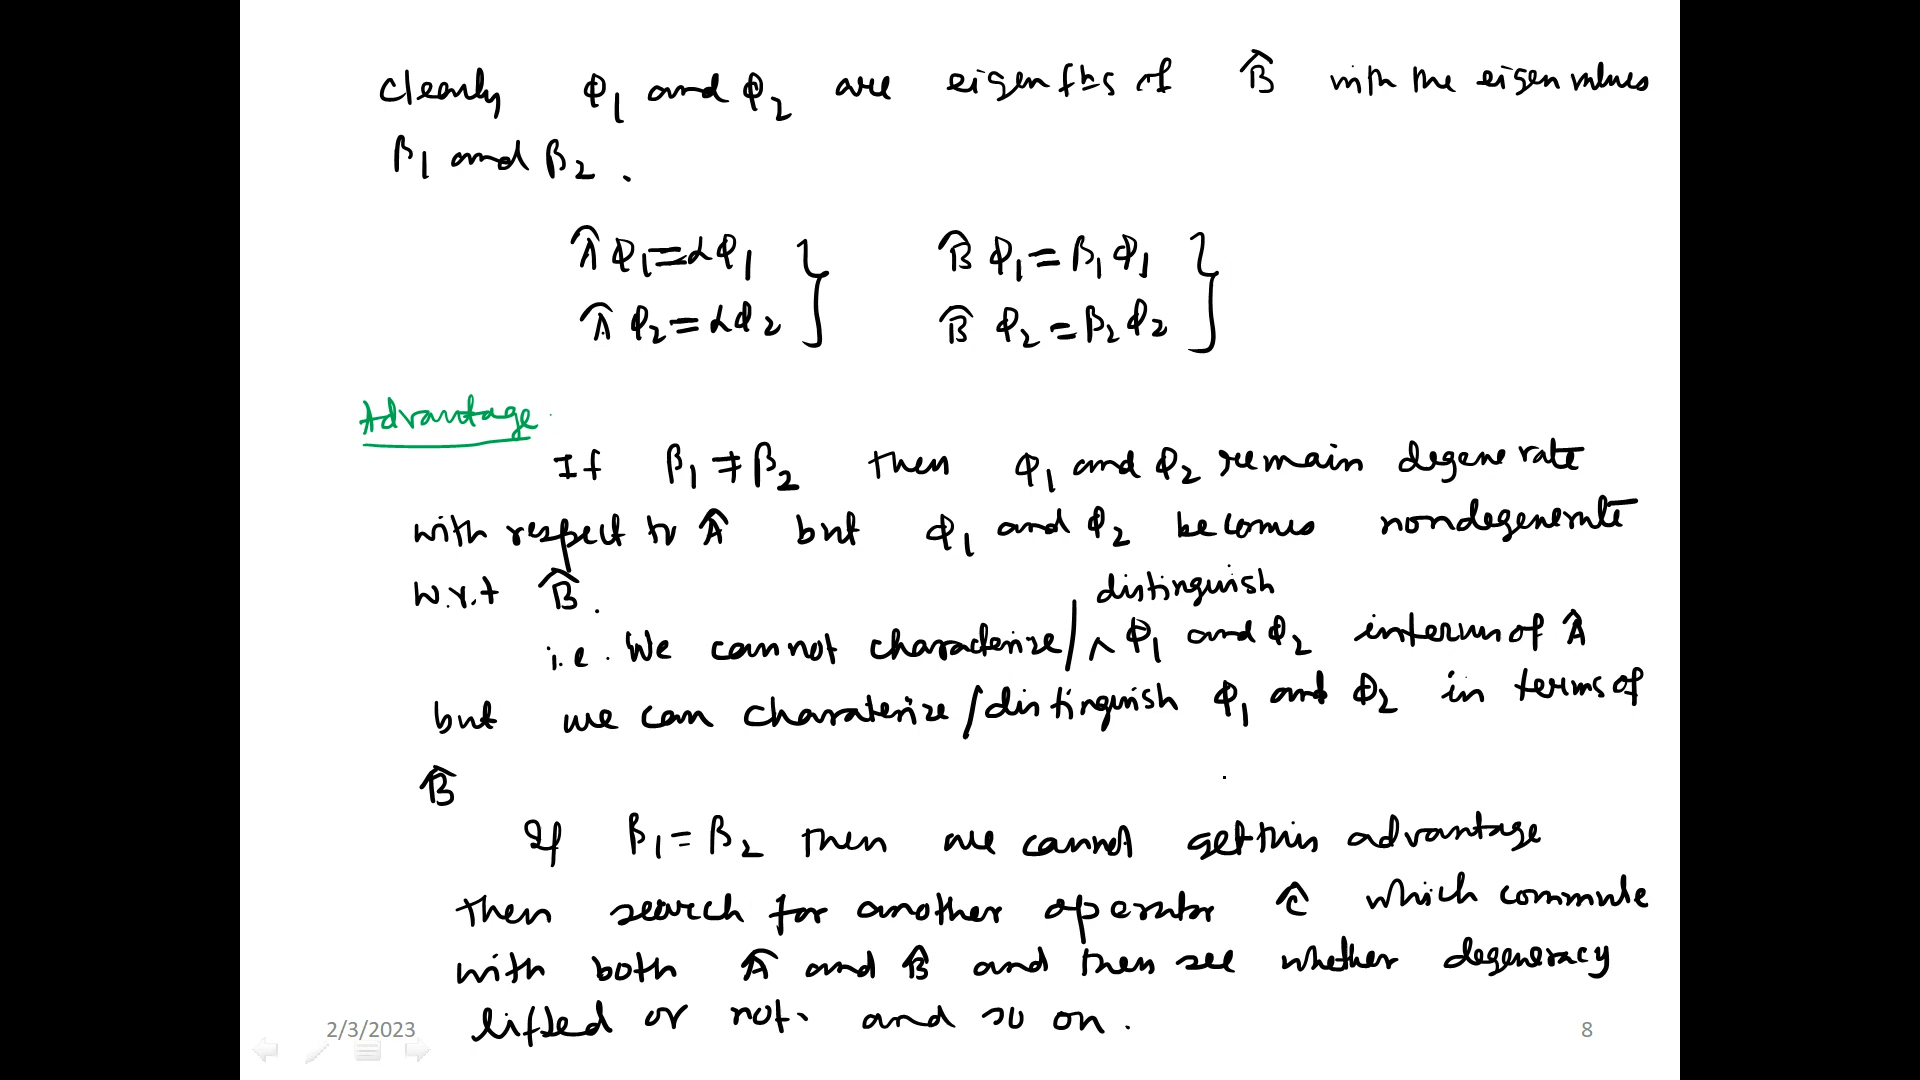 clearly φ1 and φ2 are eigen fns of B̂ with the eigen values
β1 and β2 .
Âφ1=αφ1 } B̂φ1=β1φ1 }
Âφ2=αφ2 B̂φ2=β2φ2
Advantage
If β1 ≠ β2 then φ1 and φ2 remain degenerate
with respect to Â but φ1 and φ2 becomes nondegenerate
w.r.t B̂ .
distinguish
i.e. We cannot characterize/ ^ φ1 and φ2 interms of Â
but we can charaterize/distinguish φ1 and φ2 in terms of
B̂
If β1 = β2 then we cannot get this advantage
then search for another operator Ĉ which commute
with both Â and B̂ and then see whether degeneracy
lifted or not. and so on .
2/3/2023
8